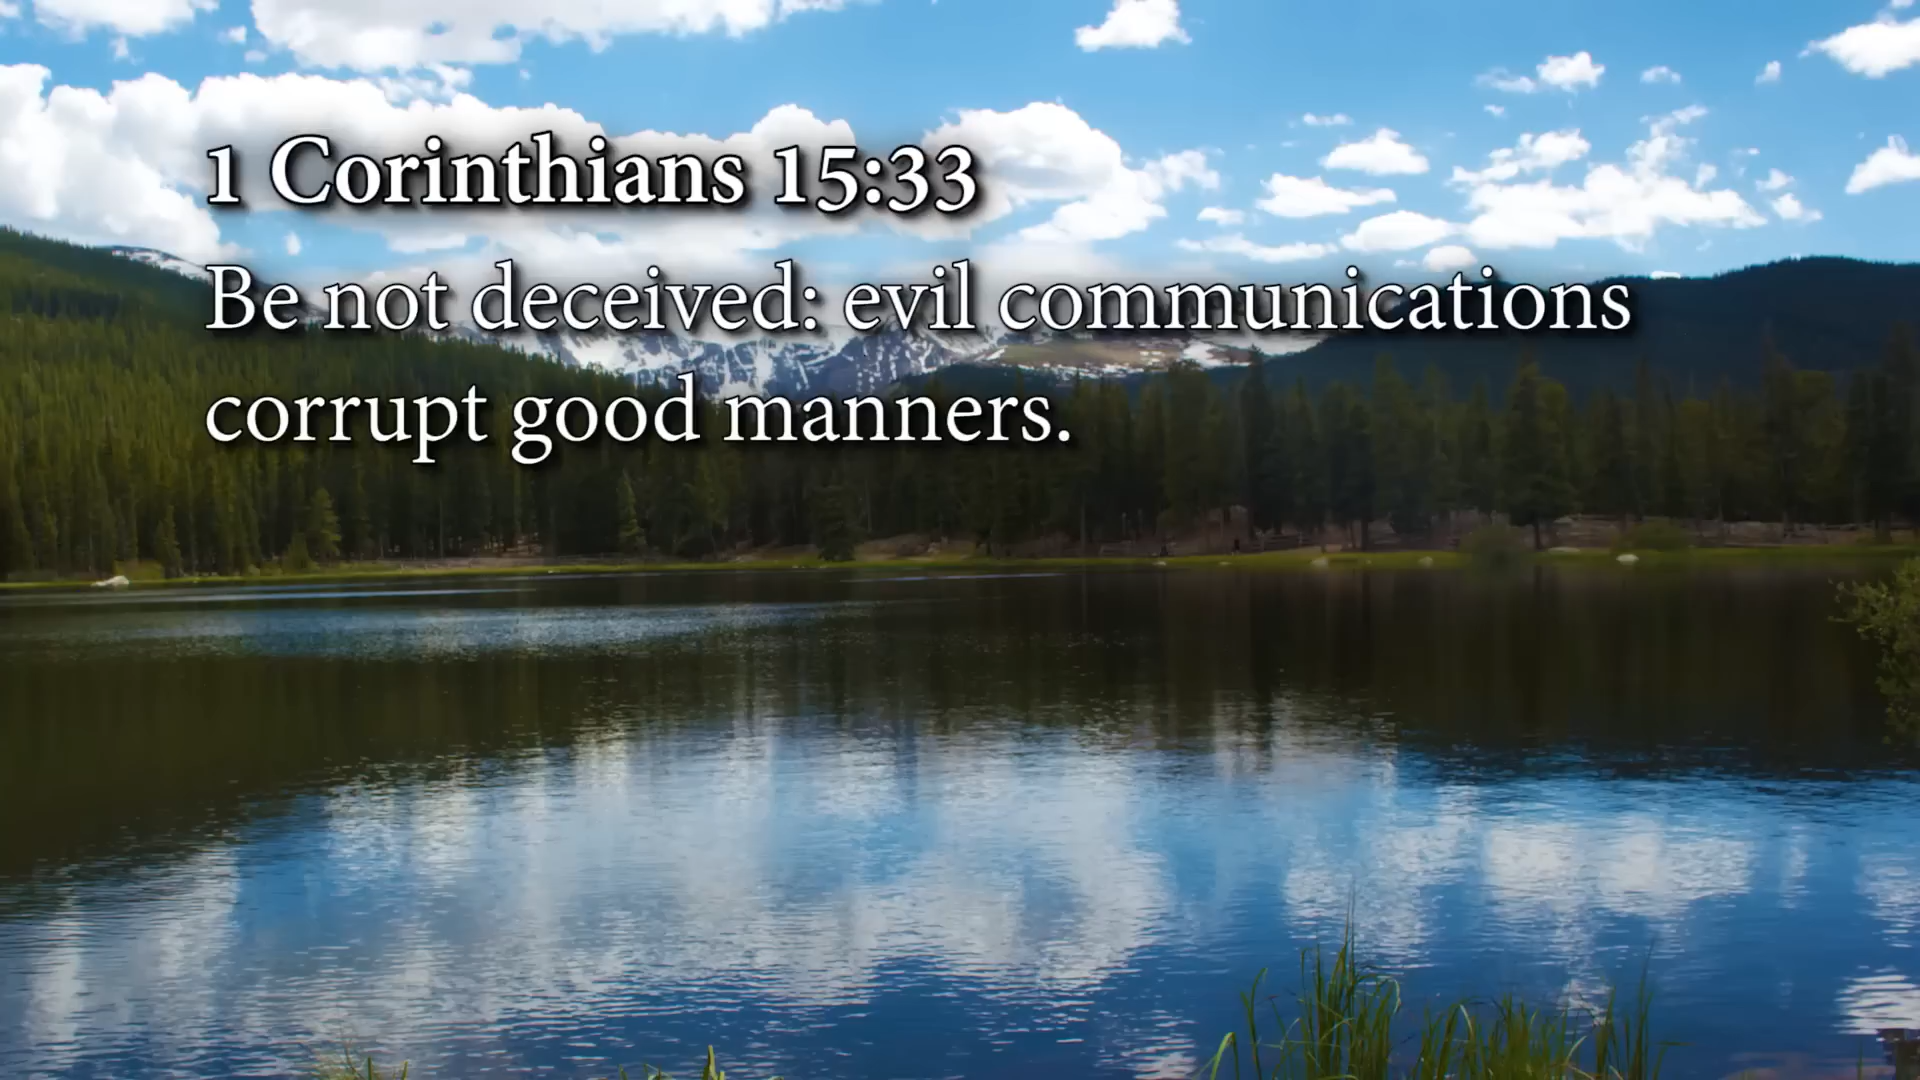 1 Corinthians 15:33
Be not deceived: evil communications
corrupt good manners.